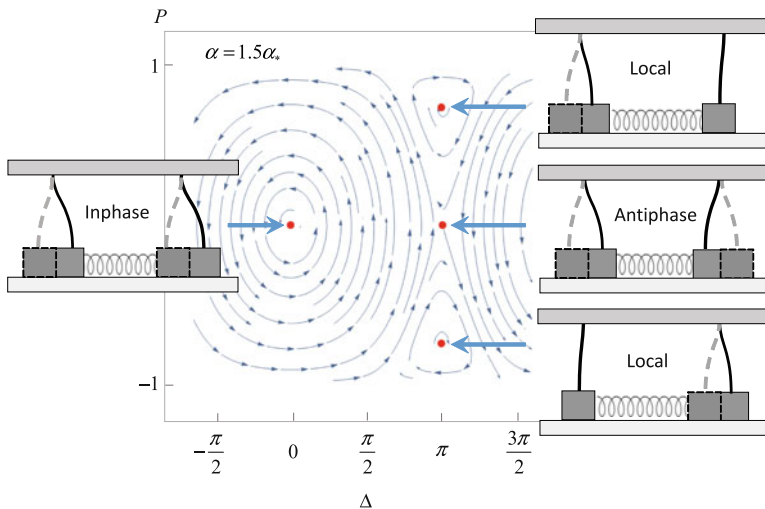 P
α = 1.5α*
1
Local
Inphase
Antiphase
Local
−1
−π/2 0 π/2 π 3π/2
Δ